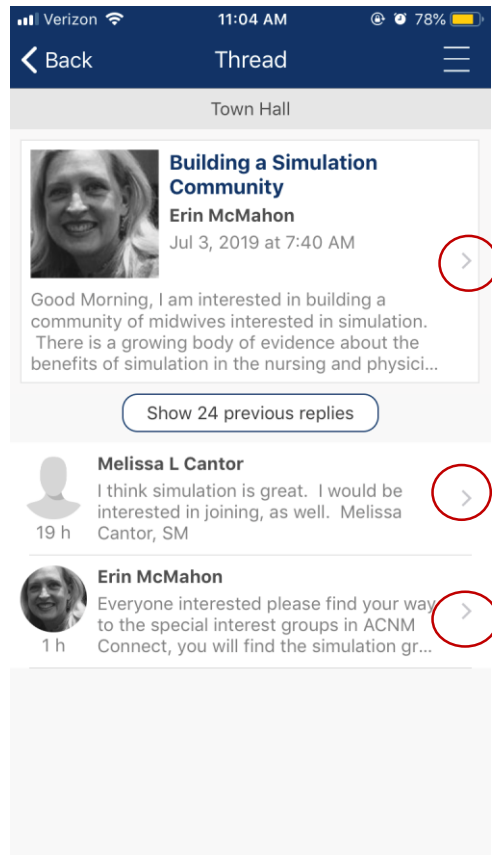 Verizon 11:04 AM 78%
Back Thread
Town Hall
Building a Simulation
Community
Erin McMahon
Jul 3, 2019 at 7:40 AM
Good Morning, I am interested in building a
community of midwives interested in simulation.
There is a growing body of evidence about the
benefits of simulation in the nursing and physici...
Show 24 previous replies
Melissa L Cantor
I think simulation is great.  I would be
interested in joining, as well.  Melissa
Cantor, SM
19 h
Erin McMahon
Everyone interested please find your way
to the special interest groups in ACNM
Connect, you will find the simulation gr...
1 h